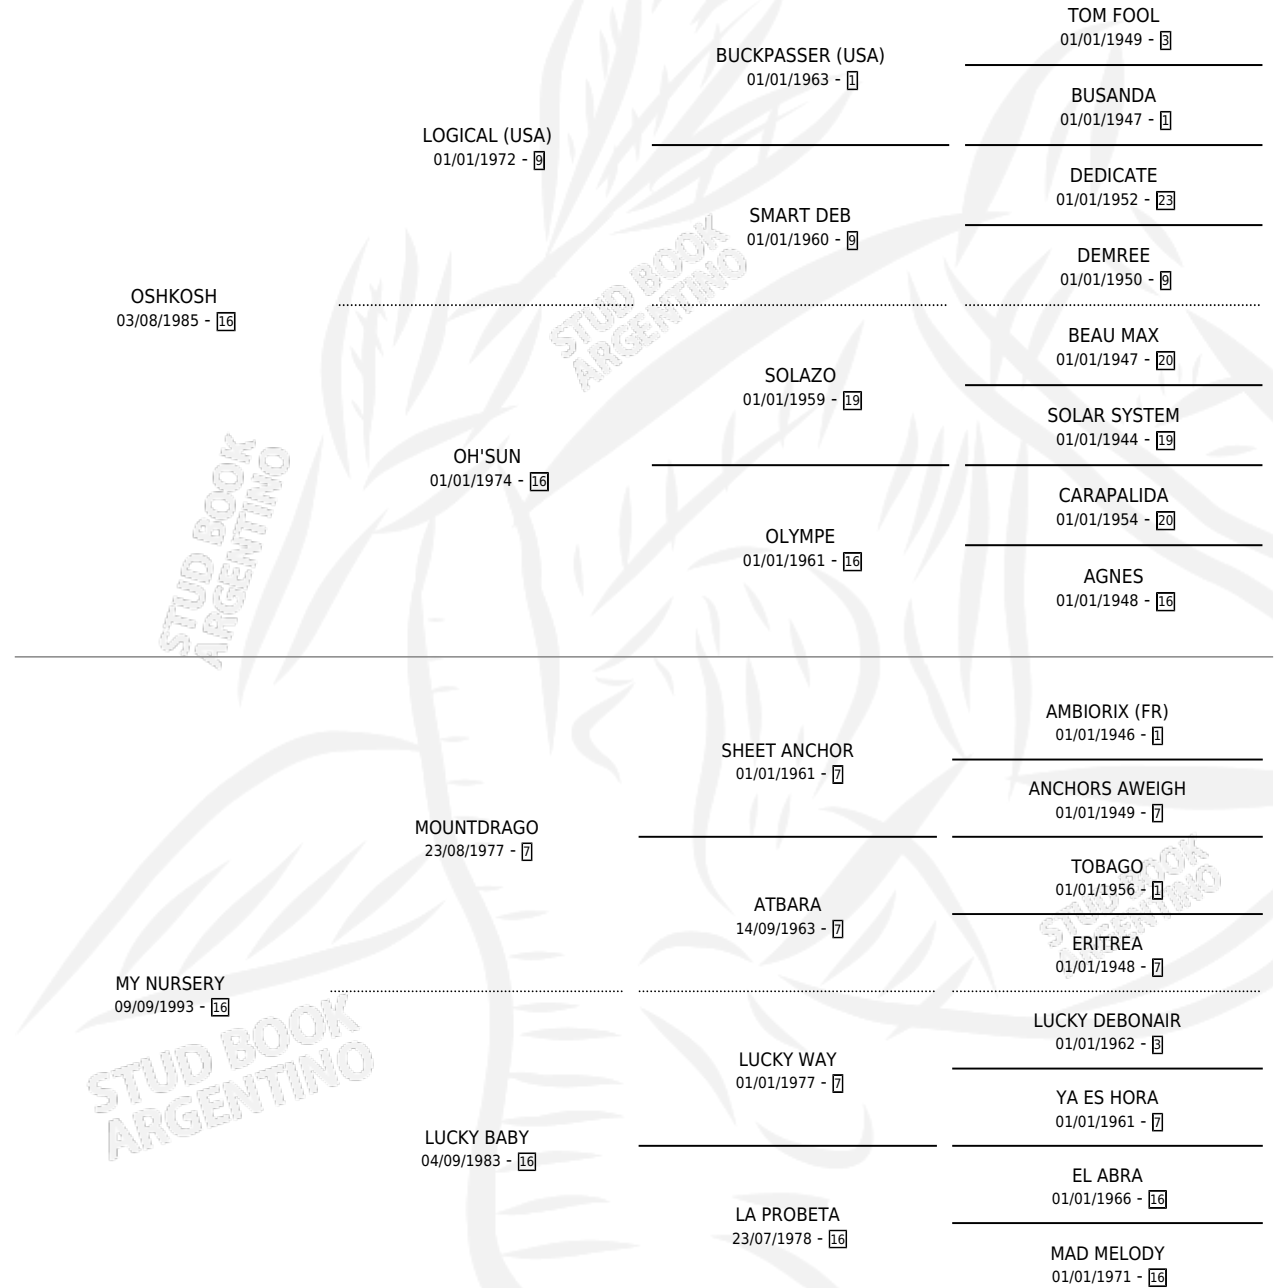 TOM FOOL
01/01/1949 - 3
BUCKPASSER (USA)
01/01/1963 - 1
BUSANDA
01/01/1947 - 1
LOGICAL (USA)
01/01/1972 - 9
DEDICATE
01/01/1952 - 23
SMART DEB
01/01/1960 - 9
DEMREE
01/01/1950 - 9
OSHKOSH
03/08/1985 - 16
BEAU MAX
01/01/1947 - 20
SOLAZO
01/01/1959 - 19
SOLAR SYSTEM
01/01/1944 - 19
OH'SUN
01/01/1974 - 16
CARAPALIDA
01/01/1954 - 20
OLYMPE
01/01/1961 - 16
AGNES
01/01/1948 - 16
AMBIORIX (FR)
01/01/1946 - 1
SHEET ANCHOR
01/01/1961 - 7
ANCHORS AWEIGH
01/01/1949 - 7
MOUNTDRAGO
23/08/1977 - 7
TOBAGO
01/01/1956 - 1
ATBARA
14/09/1963 - 7
ERITREA
01/01/1948 - 7
MY NURSERY
09/09/1993 - 16
LUCKY DEBONAIR
01/01/1962 - 3
LUCKY WAY
01/01/1977 - 7
YA ES HORA
01/01/1961 - 7
LUCKY BABY
04/09/1983 - 16
EL ABRA
01/01/1966 - 16
LA PROBETA
23/07/1978 - 16
MAD MELODY
01/01/1971 - 16
STUD BOOK
ARGENTINO
STUD BOOK
ARGENTINO
STUD BOOK
ARGENTINO
STUD BOOK
ARGENTINO